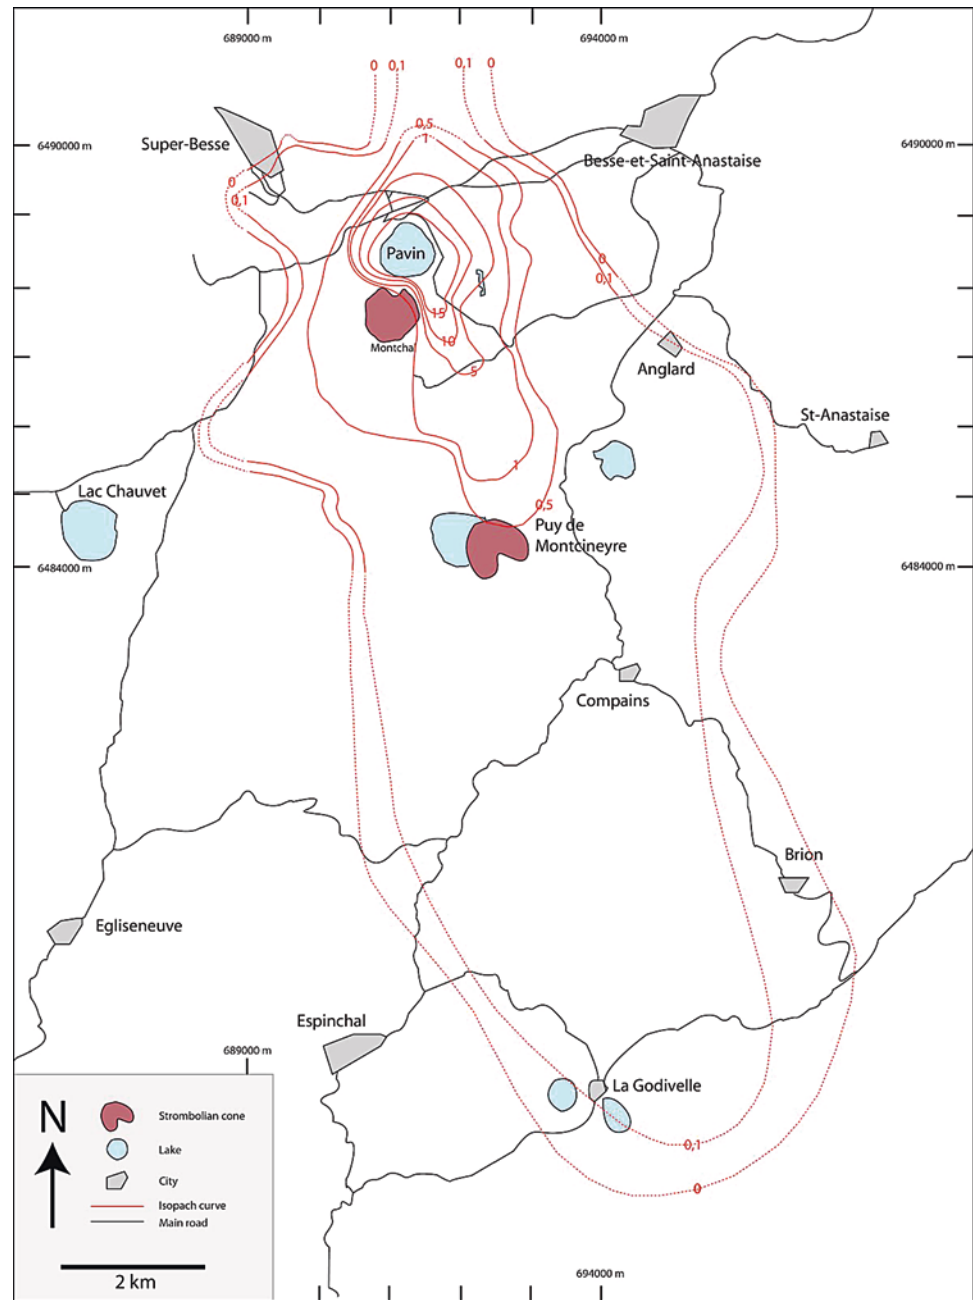 689000 m
694000 m
0
0,1
0,1
0
0,5
1
6490000 m
Super-Besse
Besse-et-Saint-Anastaise
6490000 m
0
0,1
Pavin
0
0,1
15
10
5
Montchal
Anglard
St-Anastaise
1
0,5
Lac Chauvet
Puy de
Montcineyre
6484000 m
6484000 m
Compains
Brion
Egliseneuve
Espinchal
689000 m
La Godivelle
0,1
0
N
Strombolian cone
Lake
City
Isopach curve
Main road
2 km
694000 m